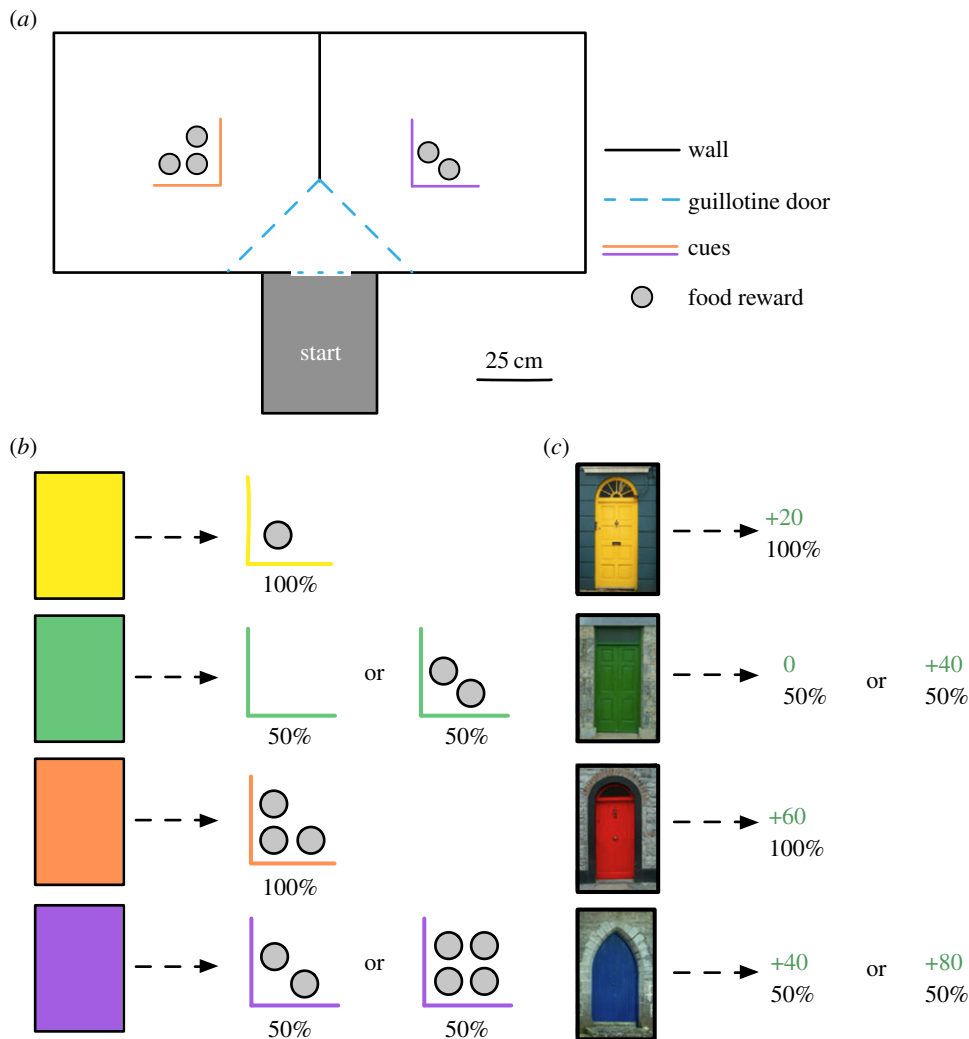 (a)
wall
guillotine door
cues
food reward
start
25 cm
(b)
100%
or
50% 50%
100%
or
50% 50%
(c)
+20
100%
0 or +40
50% 50%
+60
100%
+40 or +80
50% 50%